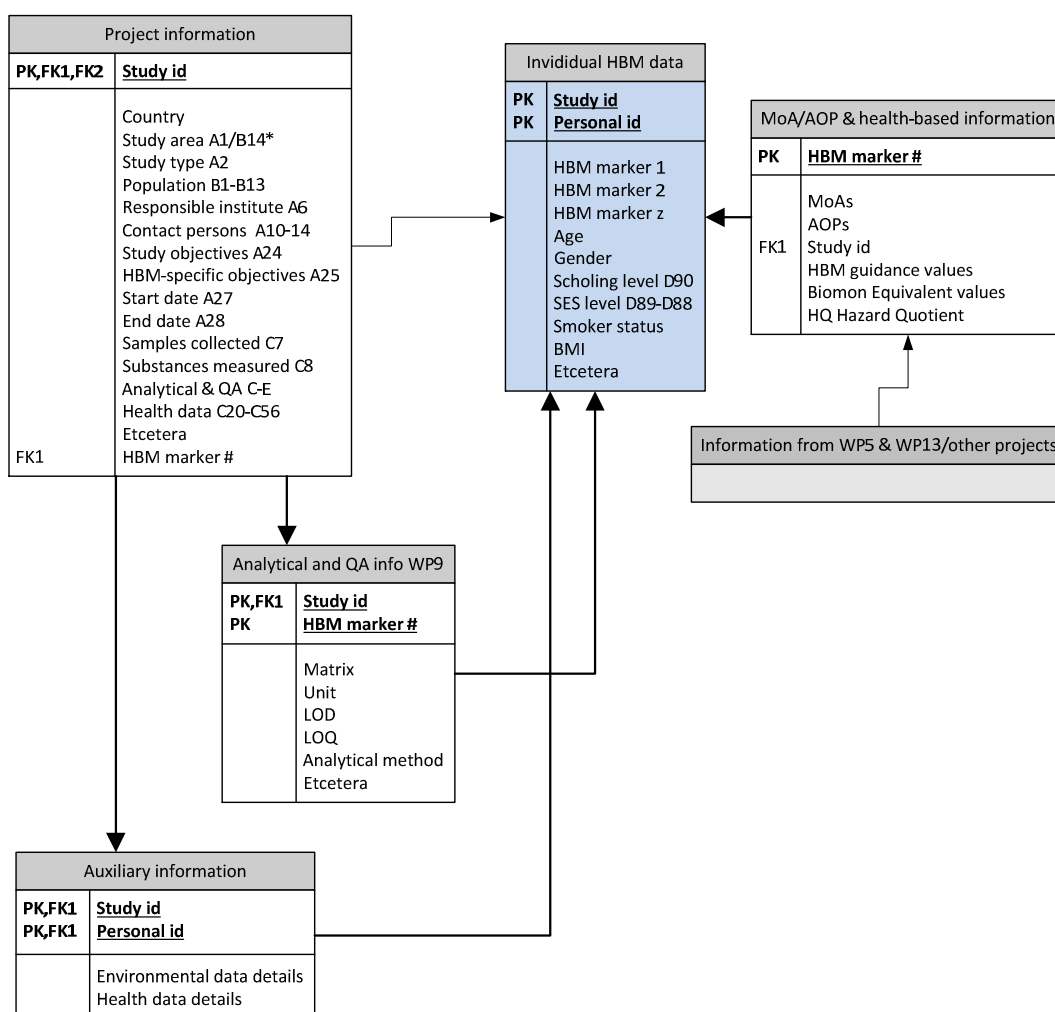 Project information
PK,FK1,FK2 Study id
Country
Study area A1/B14*
Study type A2
Population B1-B13
Responsible institute A6
Contact persons A10-14
Study objectives A24
HBM-specific objectives A25
Start date A27
End date A28
Samples collected C7
Substances measured C8
Analytical & QA C-E
Health data C20-C56
Etcetera
FK1 HBM marker #
Invididual HBM data
PK Study id
PK Personal id
HBM marker 1
HBM marker 2
HBM marker z
Age
Gender
Scholing level D90
SES level D89-D88
Smoker status
BMI
Etcetera
MoA/AOP & health-based information
PK HBM marker #
MoAs
AOPs
FK1 Study id
HBM guidance values
Biomon Equivalent values
HQ Hazard Quotient
Information from WP5 & WP13/other projects
Analytical and QA info WP9
PK,FK1 Study id
PK HBM marker #
Matrix
Unit
LOD
LOQ
Analytical method
Etcetera
Auxiliary information
PK,FK1 Study id
PK,FK1 Personal id
Environmental data details
Health data details